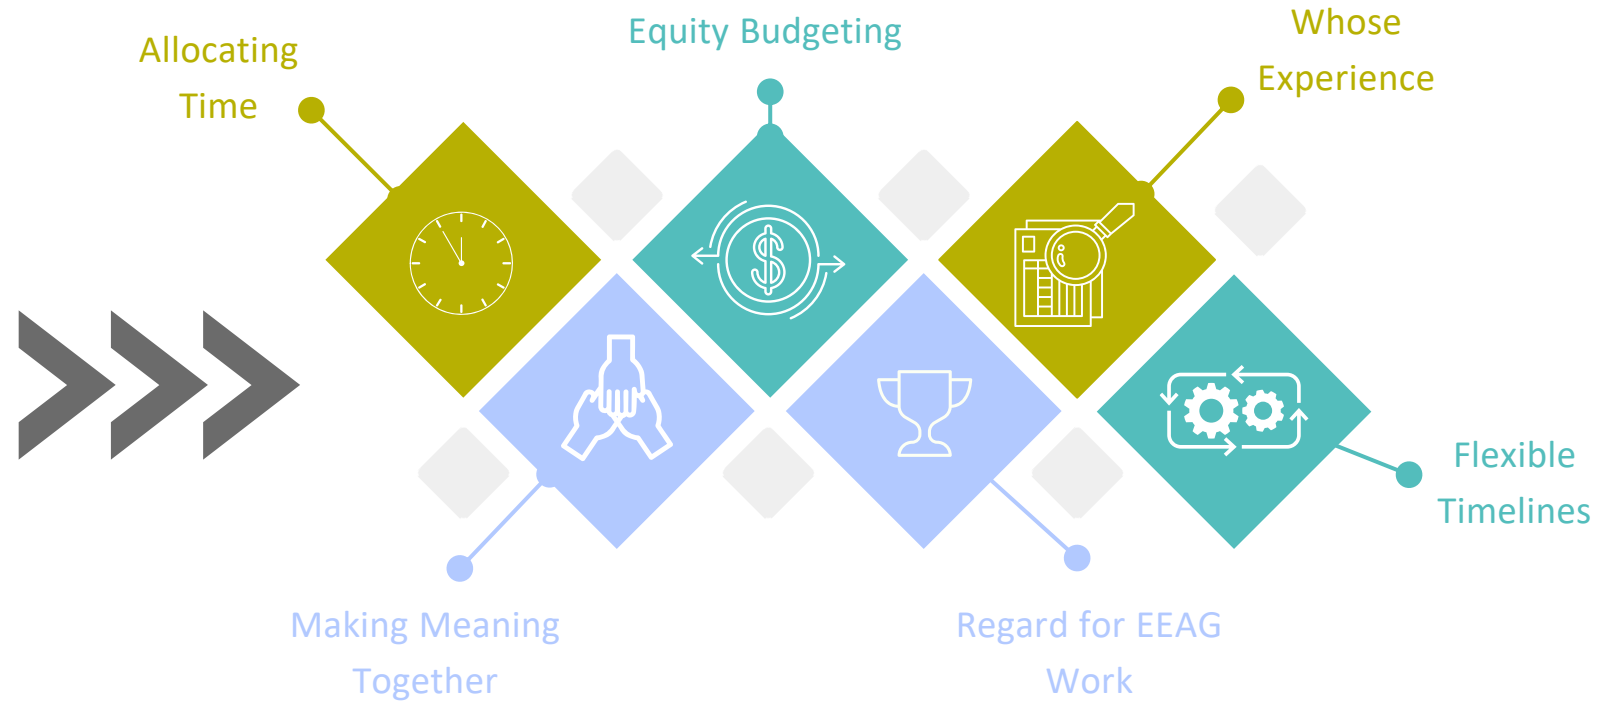 Allocating
Time
Equity Budgeting
Whose
Experience
Flexible
Timelines
Making Meaning
Together
Regard for EEAG
Work